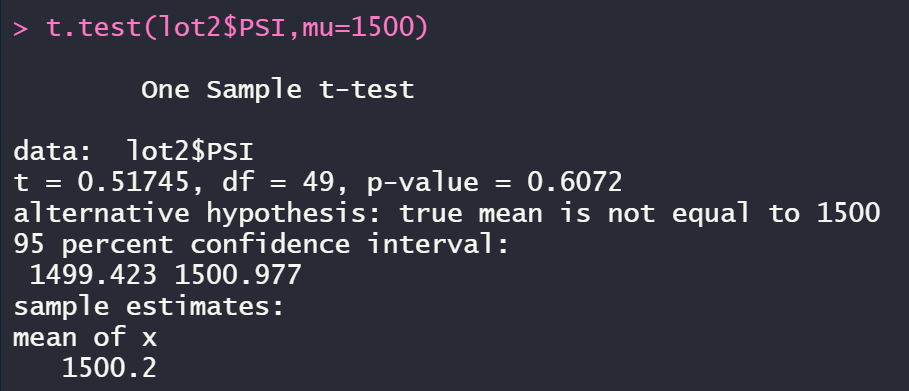 > t.test(lot2$PSI,mu=1500)
One Sample t-test
data:  lot2$PSI
t = 0.51745, df = 49, p-value = 0.6072
alternative hypothesis: true mean is not equal to 1500
95 percent confidence interval:
1499.423 1500.977
sample estimates:
mean of x
1500.2